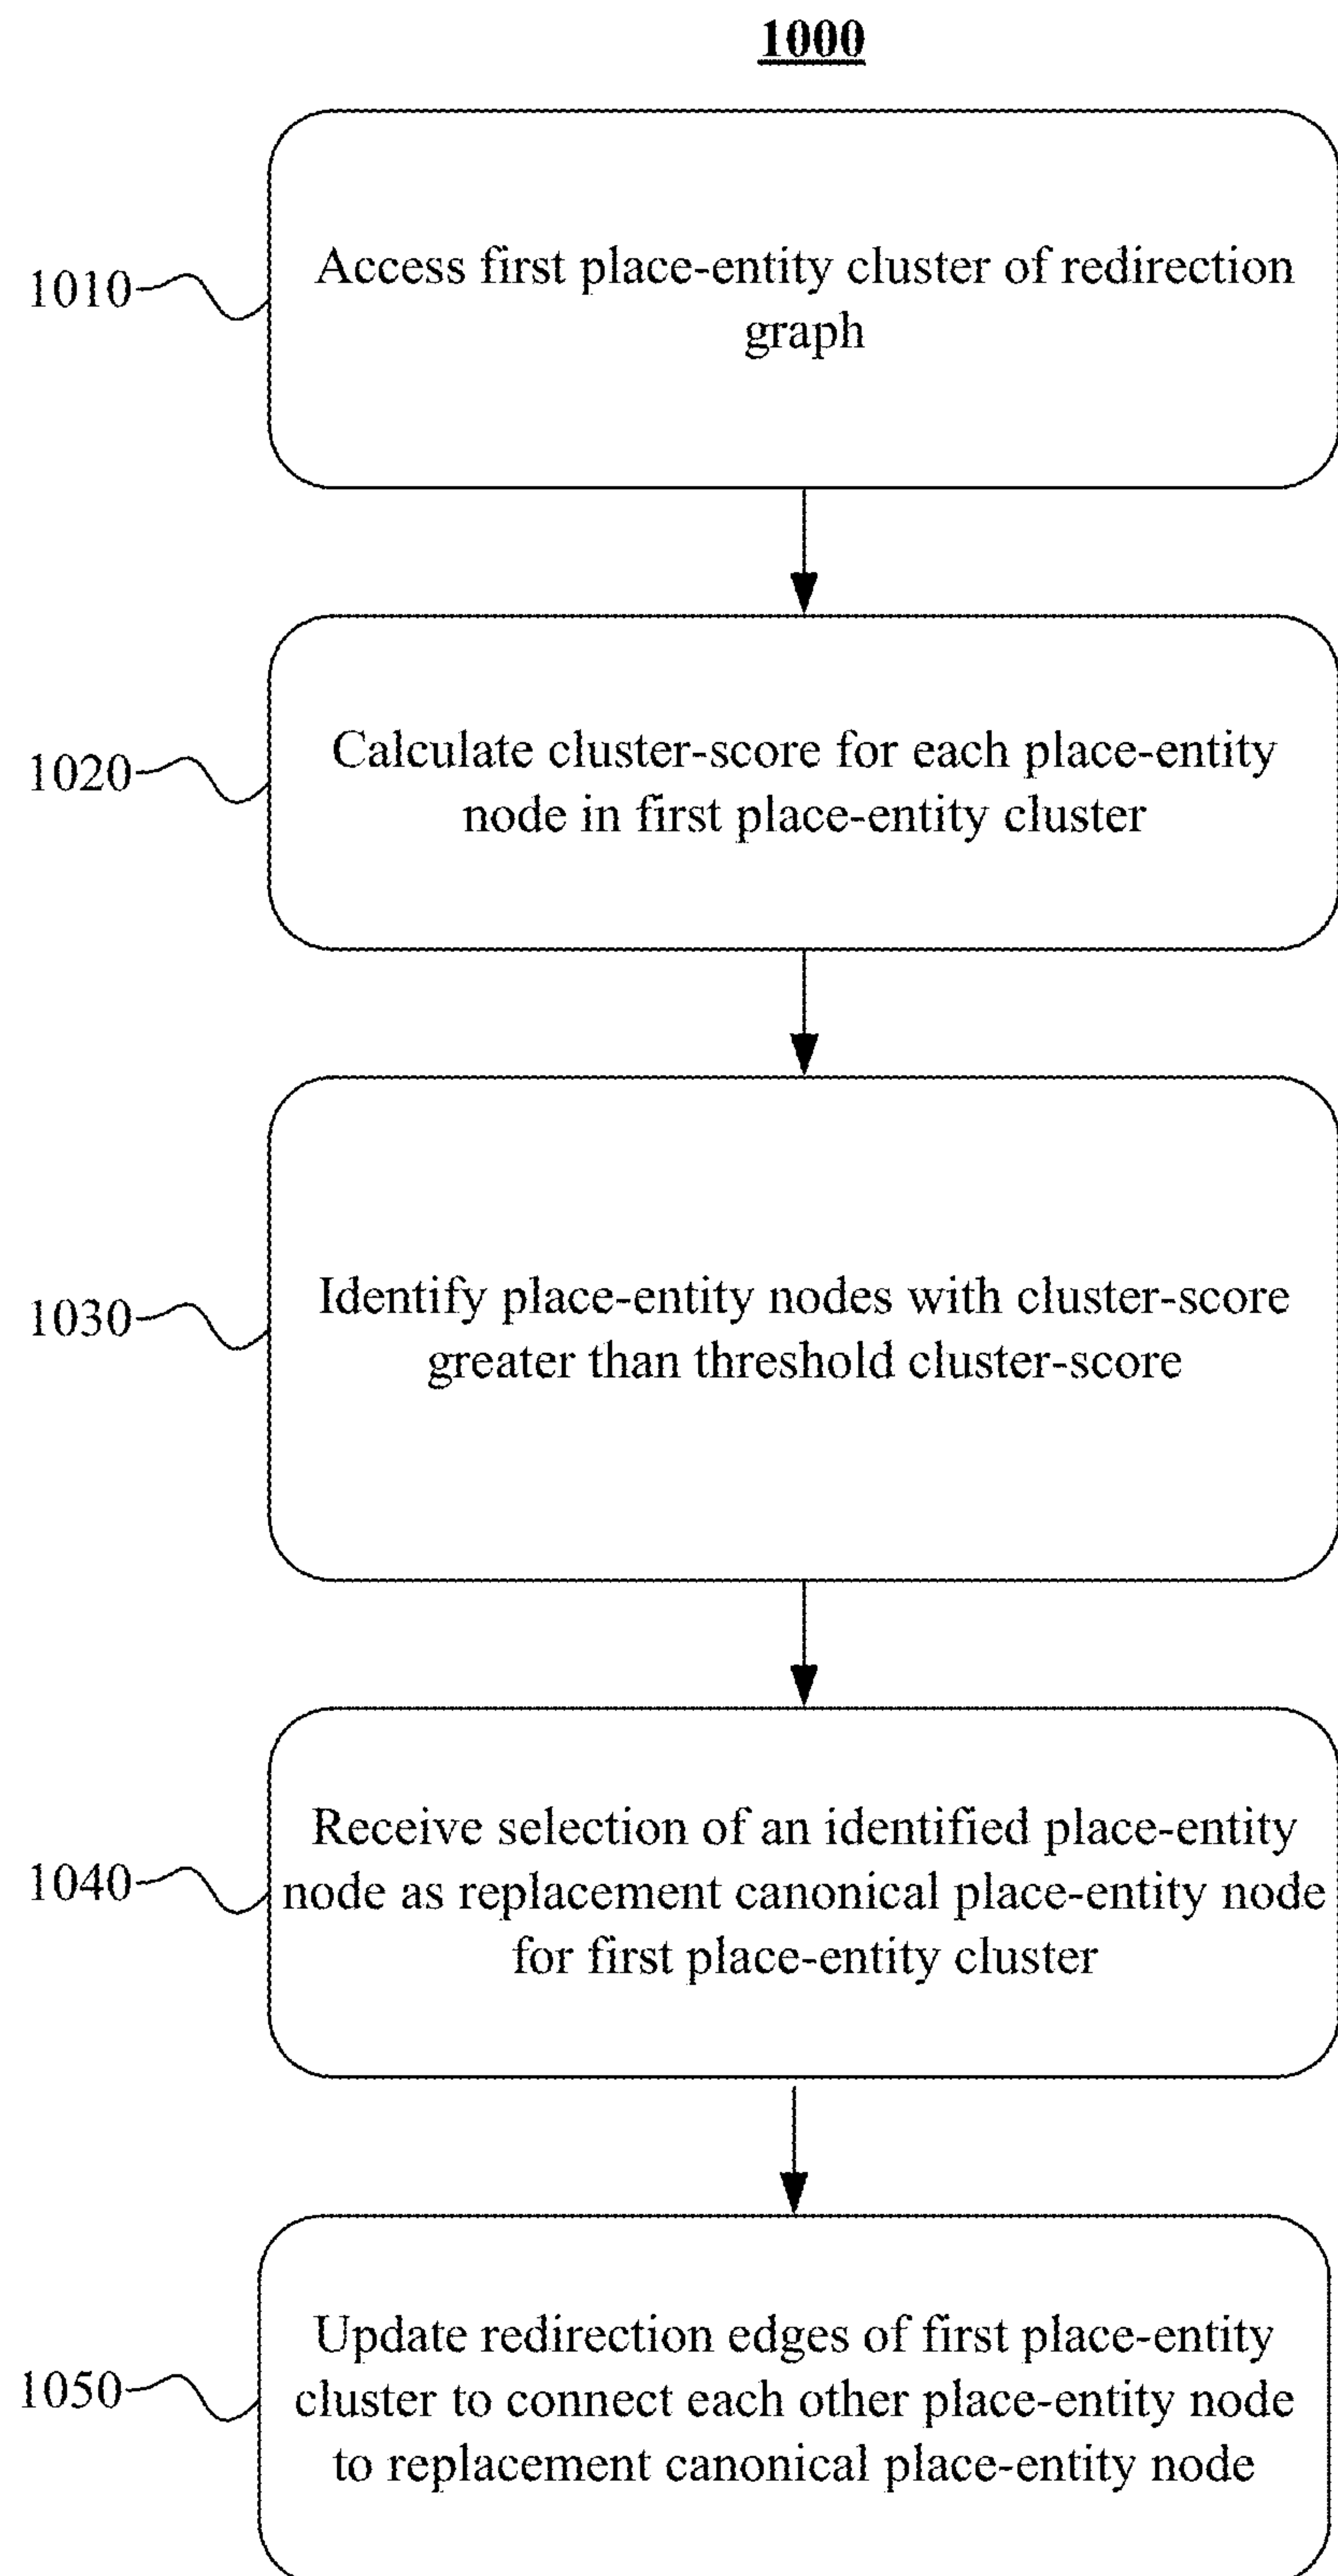 1000
1010
Access first place-entity cluster of redirection
graph
1020
Calculate cluster-score for each place-entity
node in first place-entity cluster
1030
Identify place-entity nodes with cluster-score
greater than threshold cluster-score
1040
Receive selection of an identified place-entity
node as replacement canonical place-entity node
for first place-entity cluster
1050
Update redirection edges of first place-entity
cluster to connect each other place-entity node
to replacement canonical place-entity node